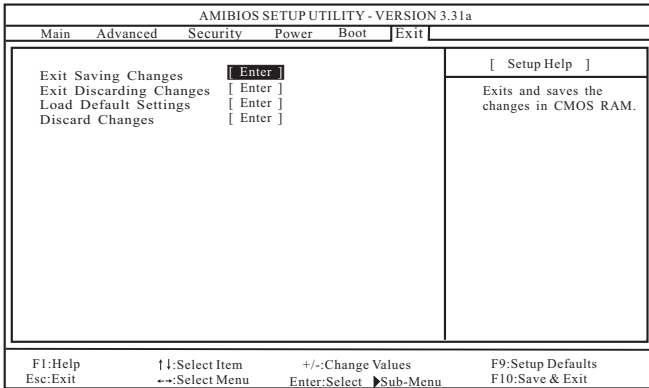 AMIBIOS SETUP UTILITY - VERSION 3.31a
Main Advanced Security Power Boot Exit
Exit Saving Changes [ Enter ]
Exit Discarding Changes [ Enter ]
Load Default Settings [ Enter ]
Discard Changes [ Enter ]
[ Setup Help ]
Exits and saves the
changes in CMOS RAM.
F1:Help ↑↓:Select Item +/-:Change Values F9:Setup Defaults
Esc:Exit ←→:Select Menu Enter:Select ▶Sub-Menu F10:Save & Exit